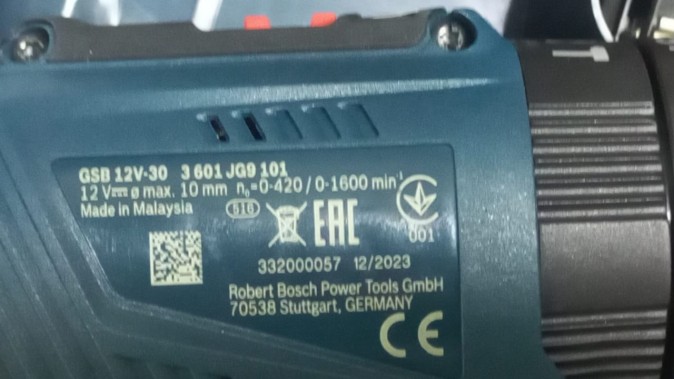 GSB 12V-30 3 601 JG9 101
12 V⎓ ø max. 10 mm n₀=0-420 / 0-1600 min⁻¹
Made in Malaysia 516
EAC
001
332000057 12/2023
Robert Bosch Power Tools GmbH
70538 Stuttgart, GERMANY
CE